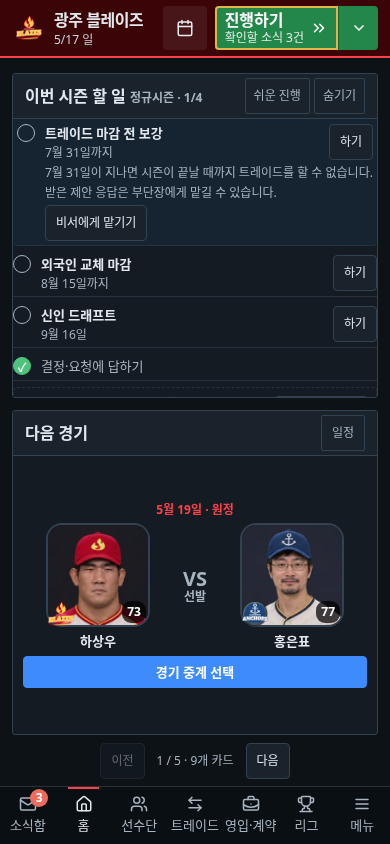 광주 블레이즈
5/17 일
진행하기
확인할 소식 3건
이번 시즌 할 일 정규시즌 · 1/4
쉬운 진행
숨기기
트레이드 마감 전 보강
7월 31일까지
하기
7월 31일이 지나면 시즌이 끝날 때까지 트레이드를 할 수 없습니다.
받은 제안 응답은 부단장에게 맡길 수 있습니다.
비서에게 맡기기
외국인 교체 마감
8월 15일까지
하기
신인 드래프트
9월 16일
하기
결정·요청에 답하기
다음 경기
일정
5월 19일 · 원정
BLAZES
73
VS
선발
ANCHORS
77
하상우
홍은표
경기 중계 선택
이전
1 / 5 · 9개 카드
다음
3
소식함
홈
선수단
트레이드
영입·계약
리그
메뉴